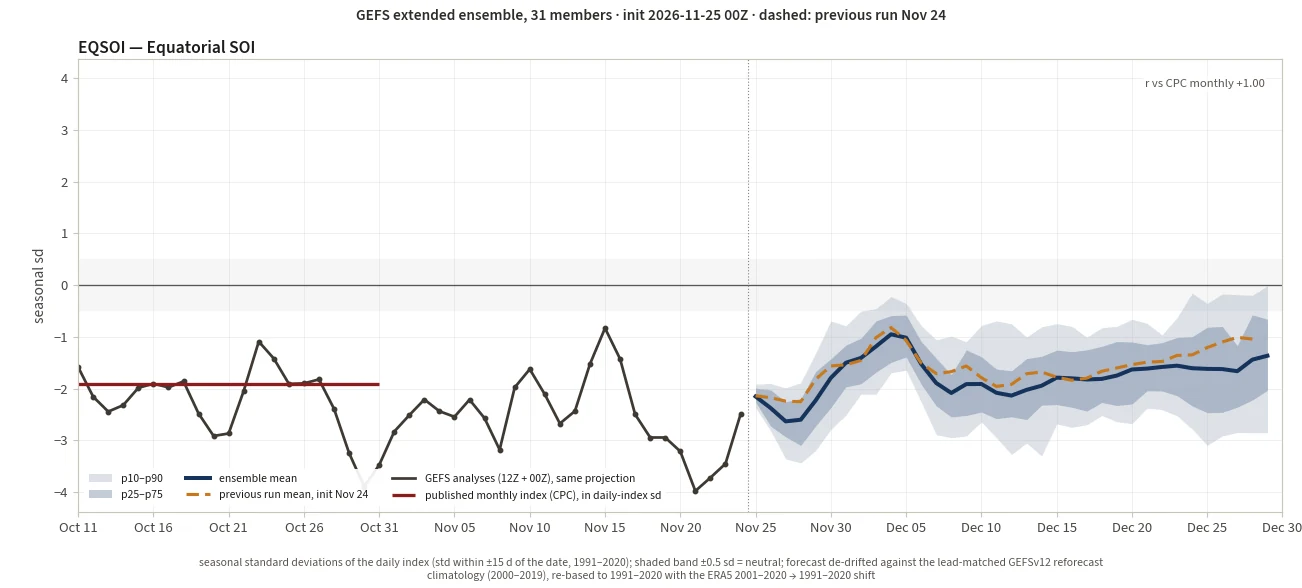 GEFS extended ensemble, 31 members · init 2026-11-25 00Z · dashed: previous run Nov 24
EQSOI — Equatorial SOI
r vs CPC monthly +1.00
seasonal sd
4
3
2
1
0
−1
−2
−3
−4
p10–p90
p25–p75
ensemble mean
previous run mean, init Nov 24
GEFS analyses (12Z + 00Z), same projection
published monthly index (CPC), in daily-index sd
Oct 11 Oct 16 Oct 21 Oct 26 Oct 31 Nov 05 Nov 10 Nov 15 Nov 20 Nov 25 Nov 30 Dec 05 Dec 10 Dec 15 Dec 20 Dec 25 Dec 30
seasonal standard deviations of the daily index (std within ±15 d of the date, 1991–2020); shaded band ±0.5 sd = neutral; forecast de-drifted against the lead-matched GEFSv12 reforecast
climatology (2000–2019), re-based to 1991–2020 with the ERA5 2001–2020 → 1991–2020 shift